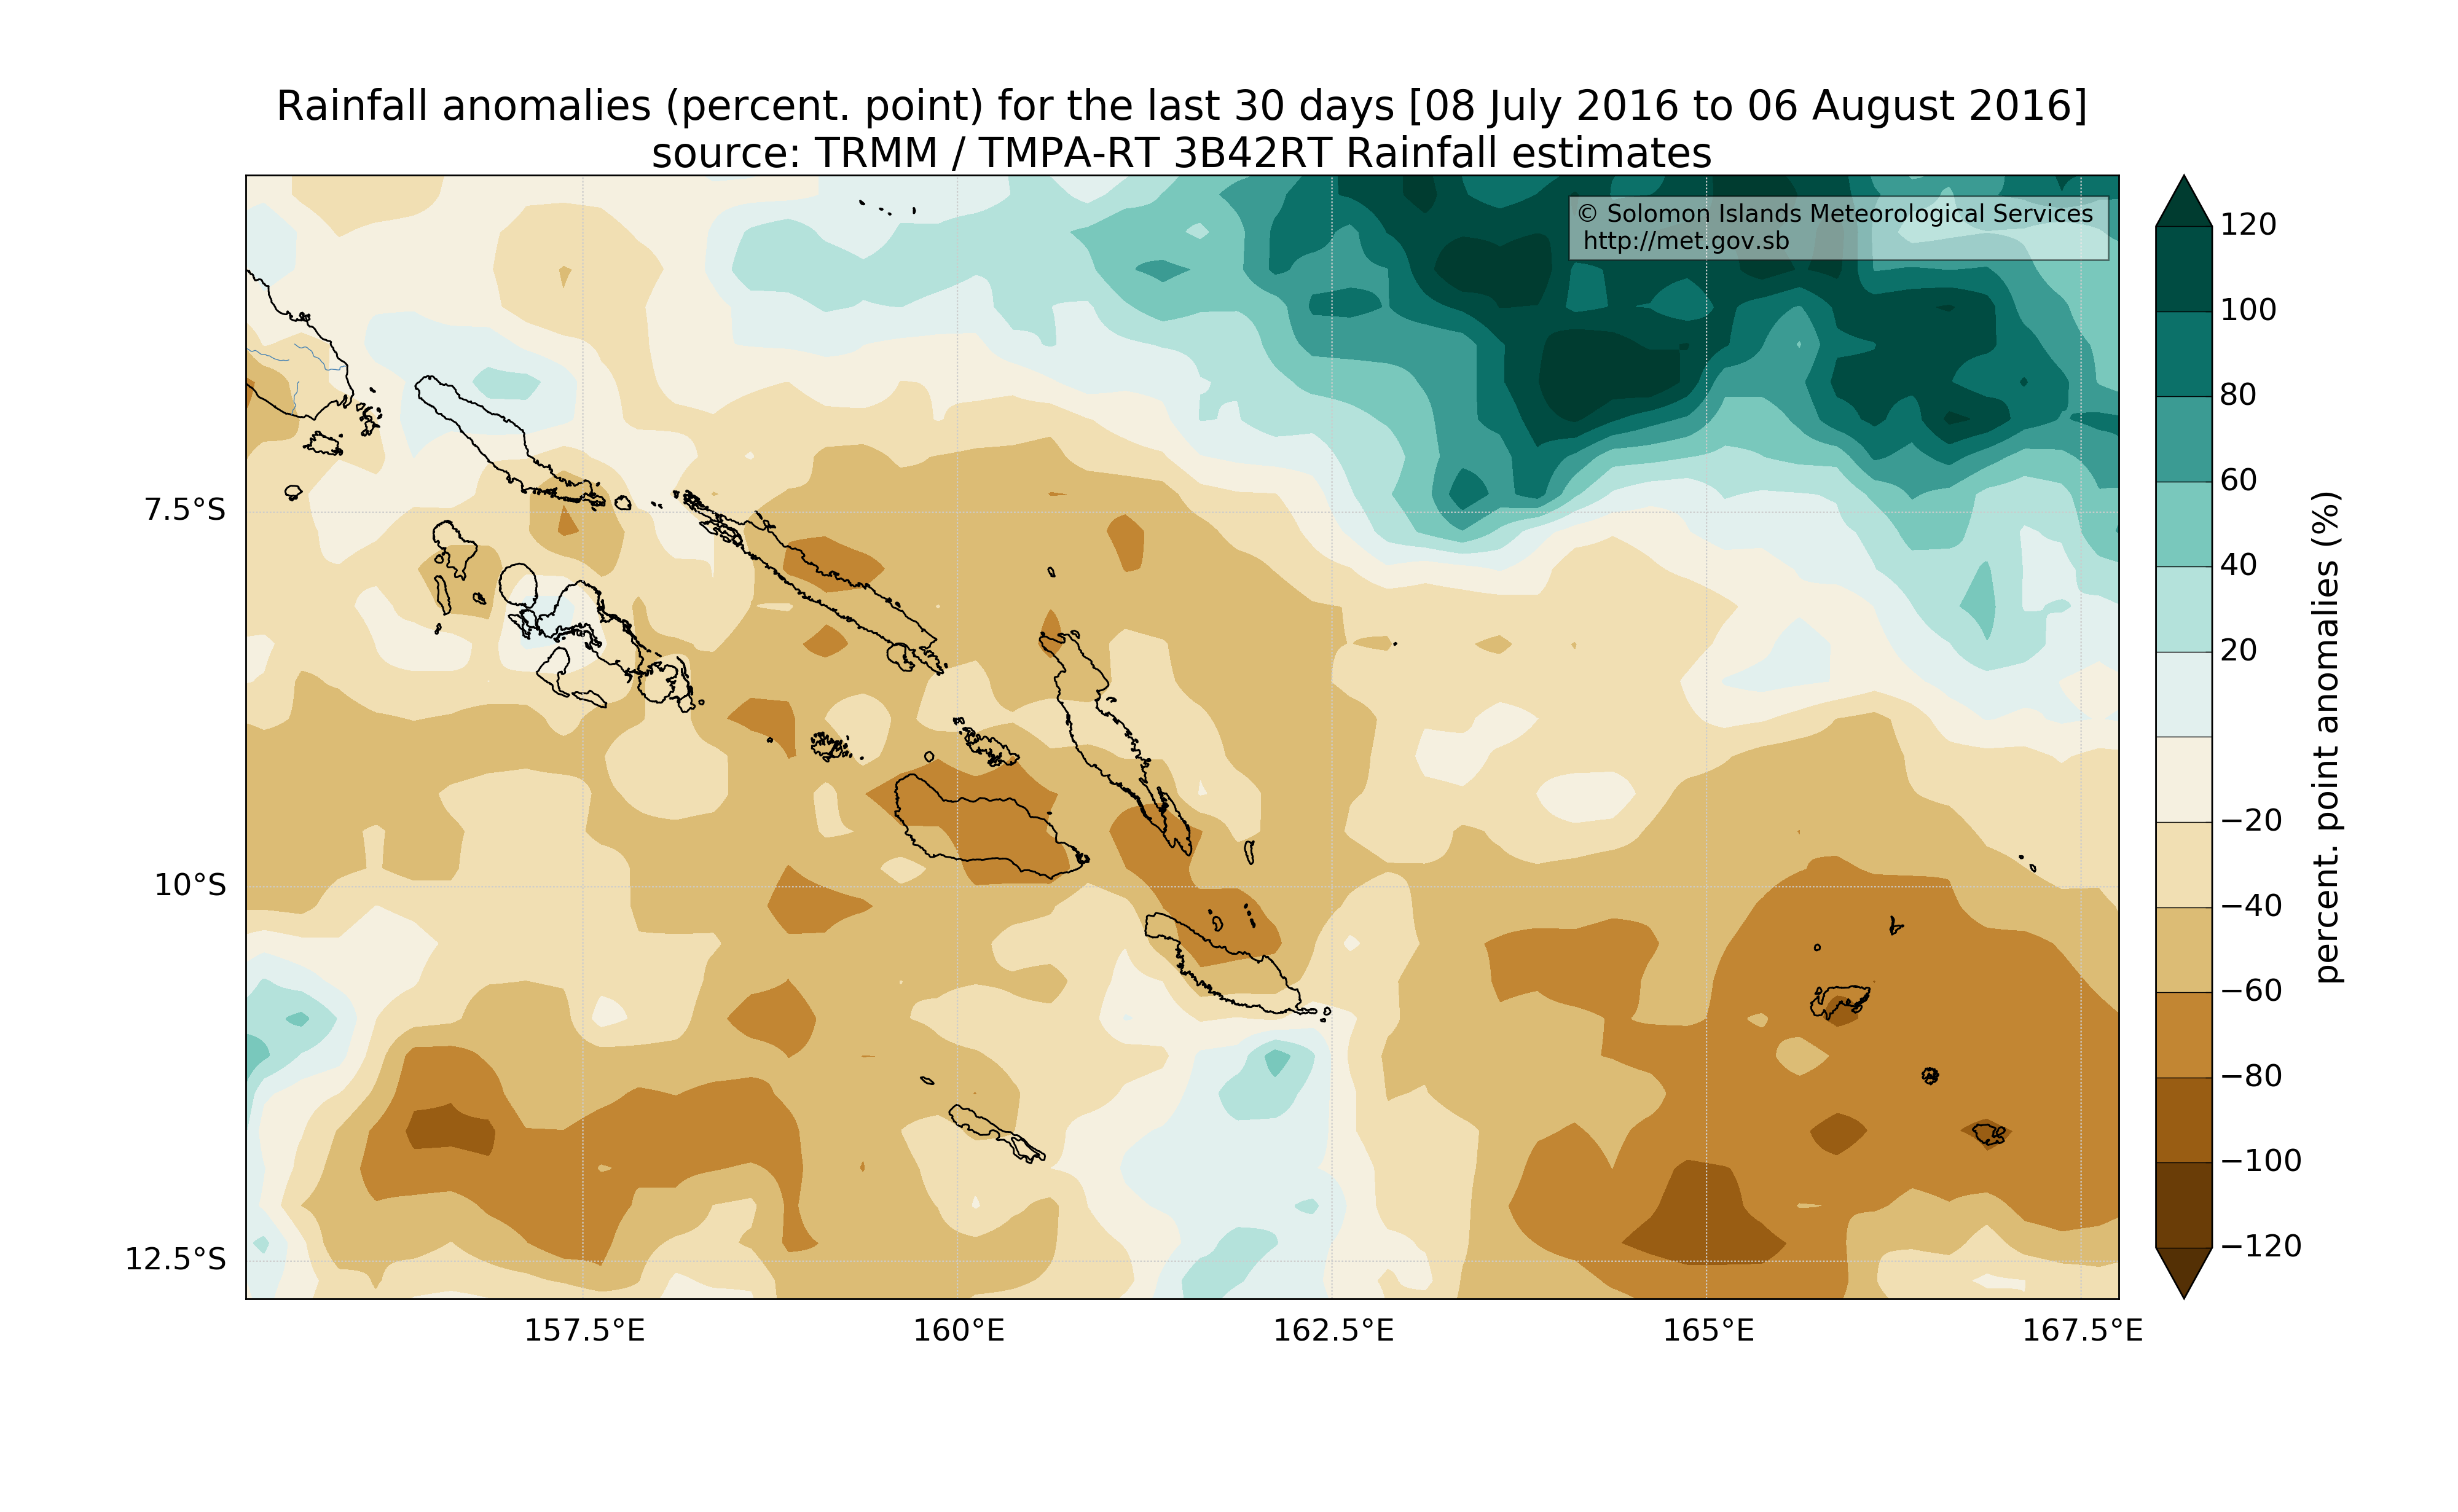 Rainfall anomalies (percent. point) for the last 30 days [08 July 2016 to 06 August 2016]
source: TRMM / TMPA-RT 3B42RT Rainfall estimates
© Solomon Islands Meteorological Services
http://met.gov.sb
7.5°S
10°S
12.5°S
157.5°E
160°E
162.5°E
165°E
167.5°E
120
100
80
60
40
20
−20
−40
−60
−80
−100
−120
percent. point anomalies (%)